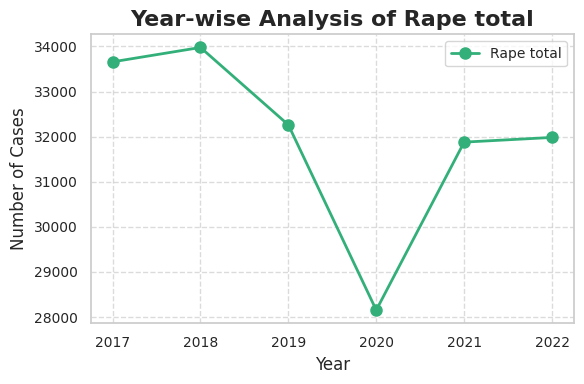 Year-wise Analysis of Rape total
Rape total
34000
33000
32000
31000
30000
29000
28000
Number of Cases
2017 2018 2019 2020 2021 2022
Year